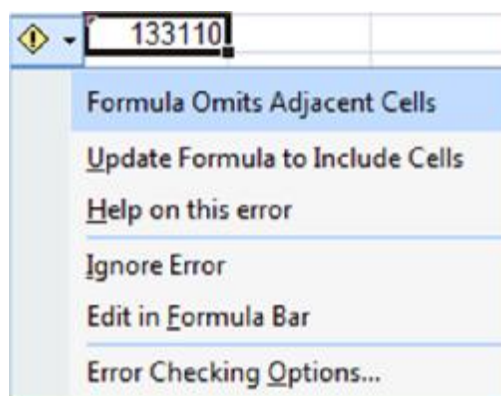 133110
Formula Omits Adjacent Cells
Update Formula to Include Cells
Help on this error
Ignore Error
Edit in Formula Bar
Error Checking Options...